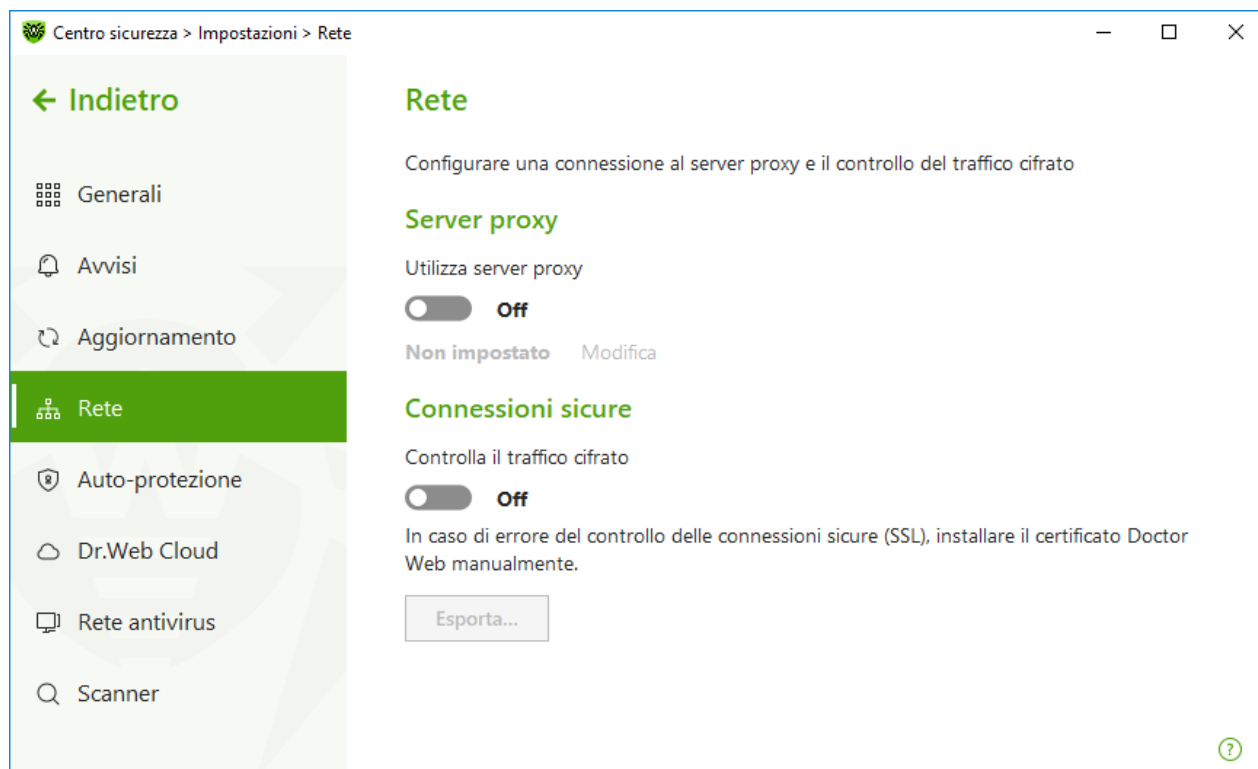 Centro sicurezza > Impostazioni > Rete
Indietro
Generali
Avvisi
Aggiornamento
Rete
Auto-protezione
Dr.Web Cloud
Rete antivirus
Scanner
Rete
Configurare una connessione al server proxy e il controllo del traffico cifrato
Server proxy
Utilizza server proxy
Off
Non impostato Modifica
Connessioni sicure
Controlla il traffico cifrato
Off
In caso di errore del controllo delle connessioni sicure (SSL), installare il certificato Doctor
Web manualmente.
Esporta...
?